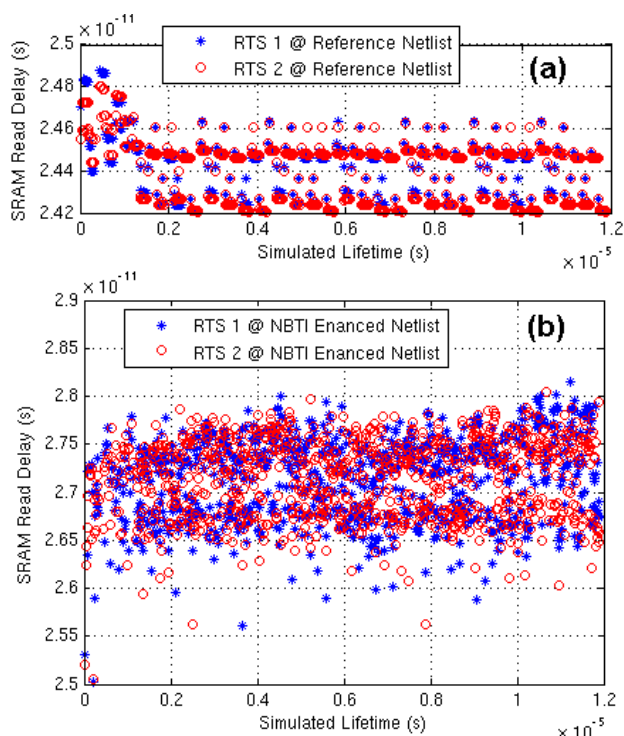 × 10⁻¹¹
2.5
2.48
2.46
2.44
2.42
SRAM Read Delay (s)
RTS 1 @ Reference Netlist
RTS 2 @ Reference Netlist
(a)
0 0.2 0.4 0.6 0.8 1 1.2
Simulated Lifetime (s)
× 10⁻⁵
× 10⁻¹¹
2.9
2.85
2.8
2.75
2.7
2.65
2.6
2.55
2.5
SRAM Read Delay (s)
RTS 1 @ NBTI Enanced Netlist
RTS 2 @ NBTI Enanced Netlist
(b)
0 0.2 0.4 0.6 0.8 1 1.2
Simulated Lifetime (s)
× 10⁻⁵